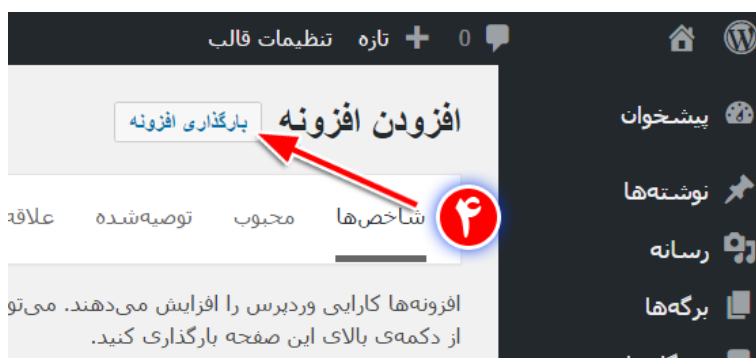 0 تازه تنظیمات قالب
پیشخوان
نوشته‌ها
رسانه
برگه‌ها
افزودن افزونه بارگذاری افزونه
۴
شاخص‌ها محبوب توصیه‌شده
افزونه‌ها کارایی وردپرس را افزایش می‌دهند. می‌تو
از دکمه‌ی بالای این صفحه بارگذاری کنید.